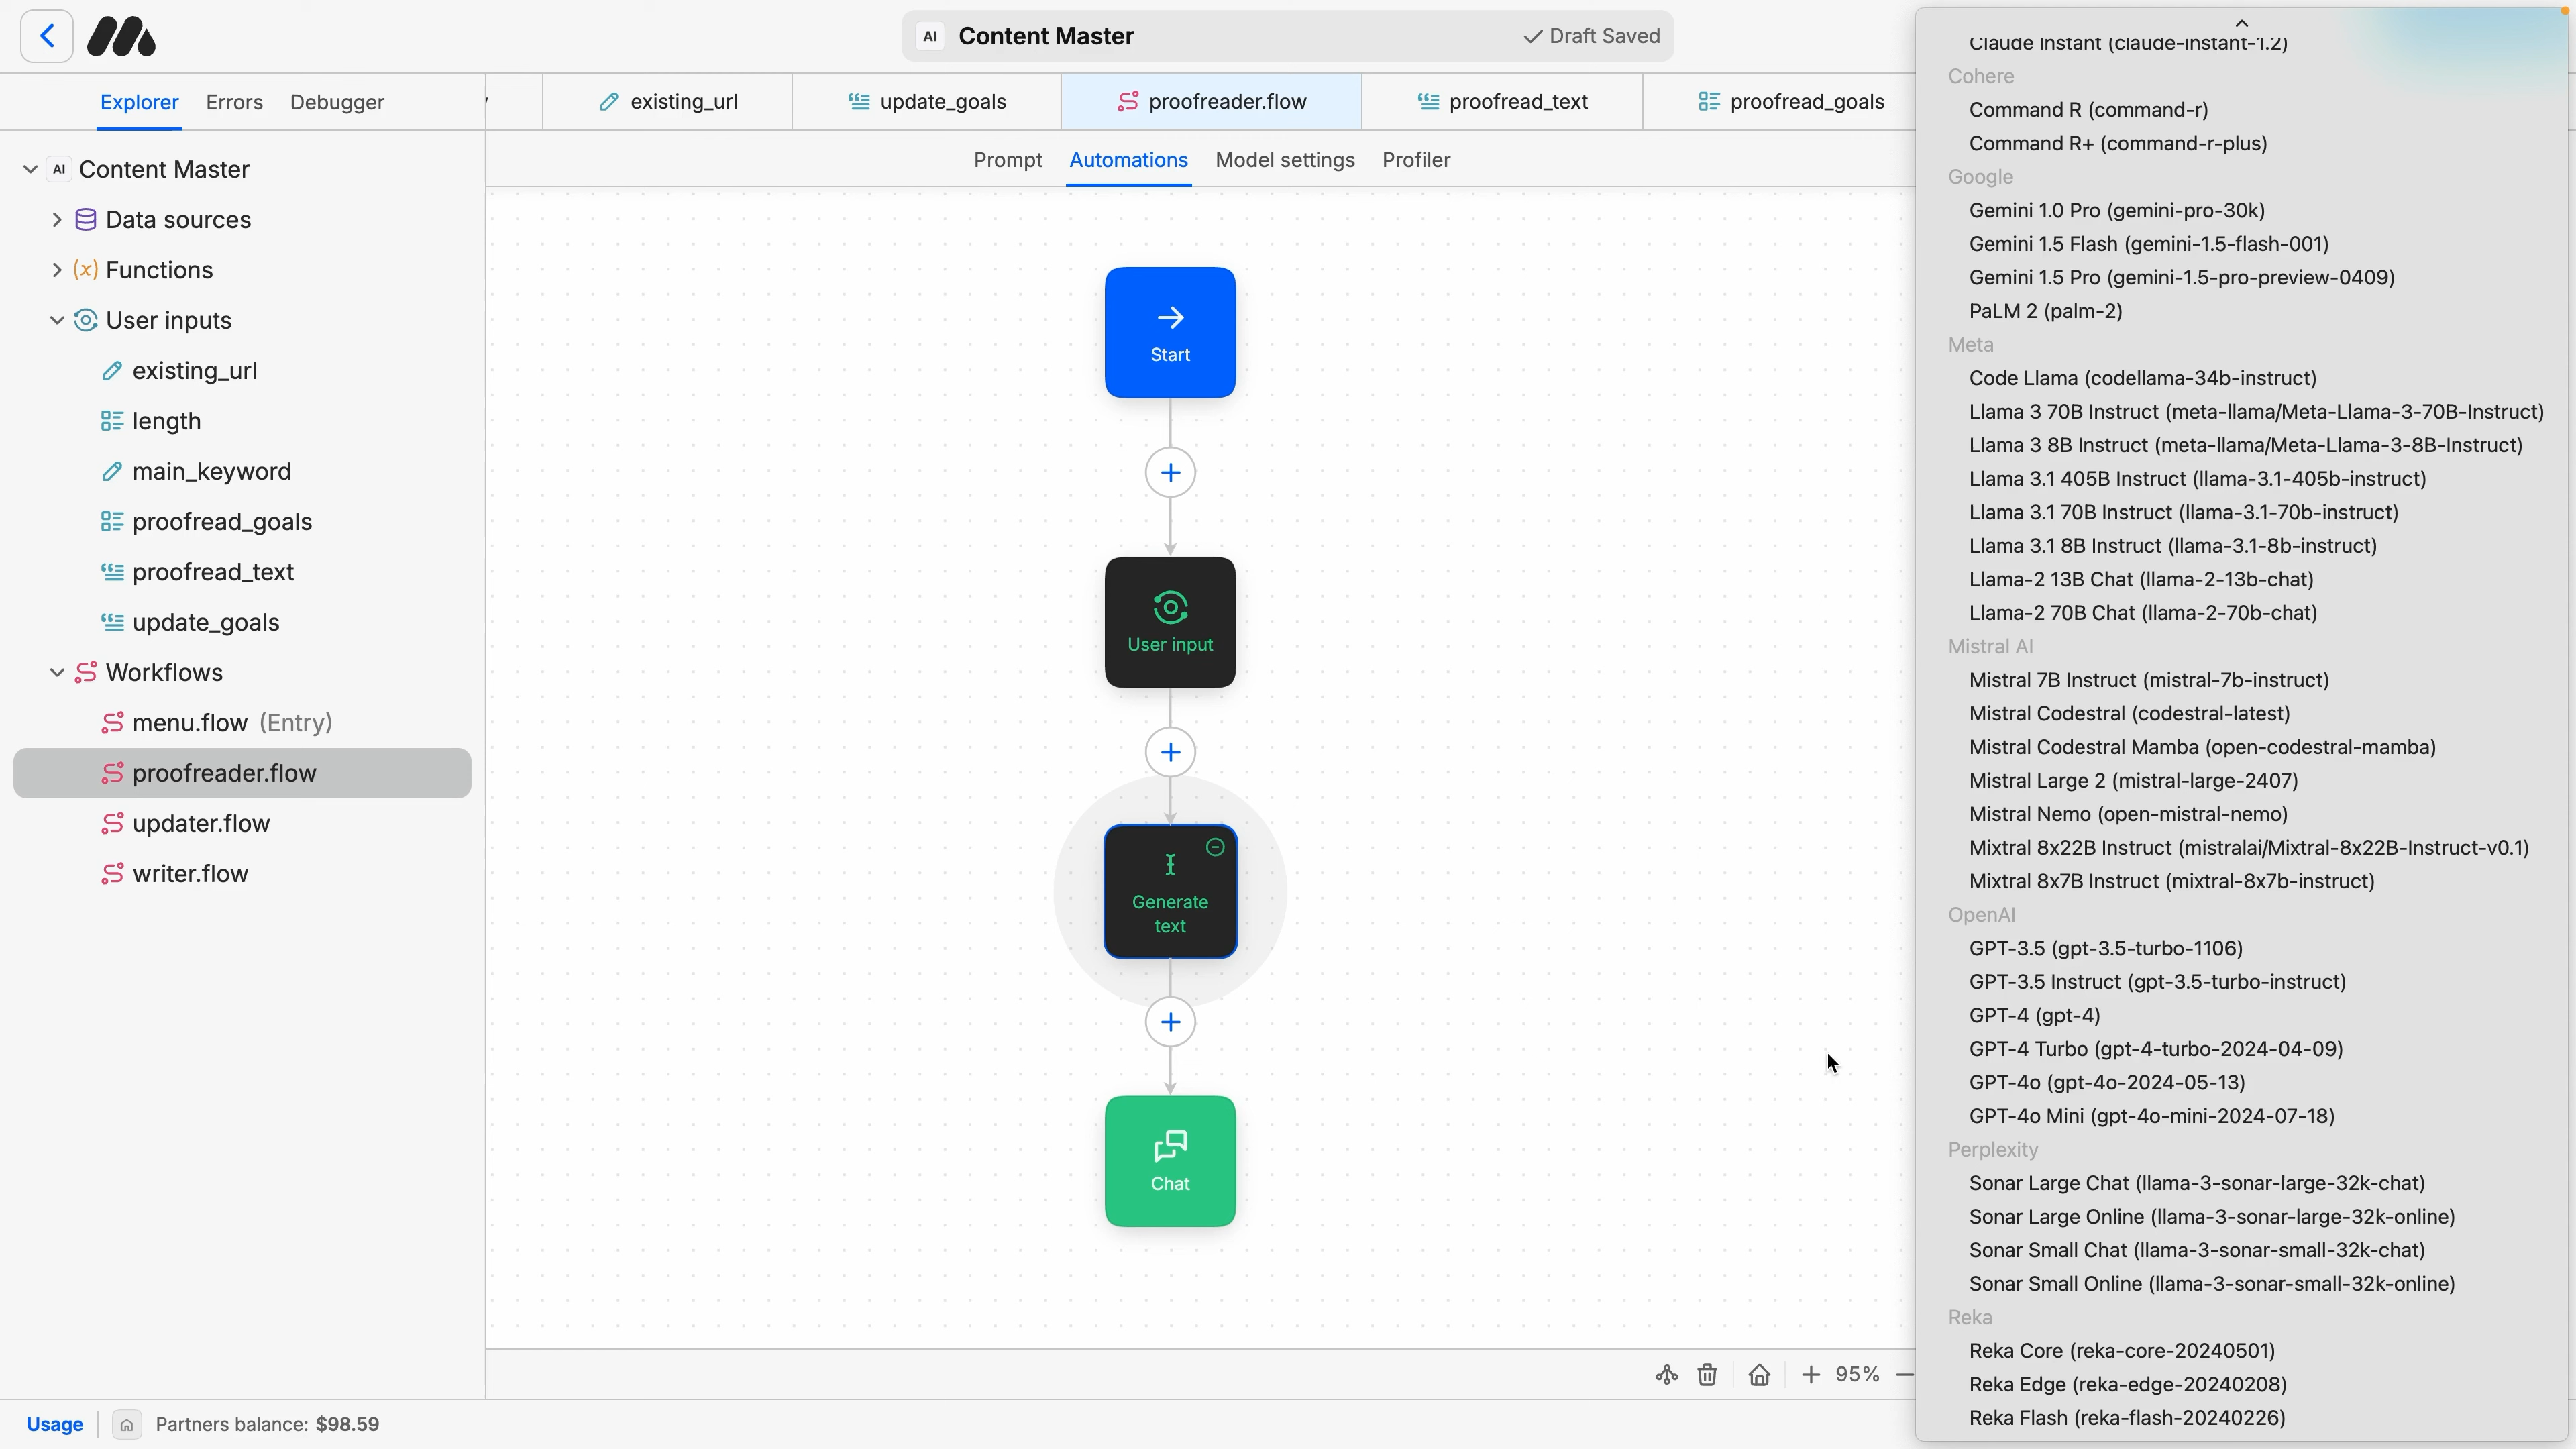 AI Content Master Draft Saved
Explorer Errors Debugger
existing_url update_goals proofreader.flow proofread_text proofread_goals
Prompt Automations Model settings Profiler
AI Content Master
Data sources
(x) Functions
User inputs
existing_url
length
main_keyword
proofread_goals
proofread_text
update_goals
Workflows
menu.flow (Entry)
proofreader.flow
updater.flow
writer.flow
Start
User input
Generate
text
Chat
95%
Usage Partners balance: $98.59
Claude Instant (claude-instant-1.2)
Cohere
Command R (command-r)
Command R+ (command-r-plus)
Google
Gemini 1.0 Pro (gemini-pro-30k)
Gemini 1.5 Flash (gemini-1.5-flash-001)
Gemini 1.5 Pro (gemini-1.5-pro-preview-0409)
PaLM 2 (palm-2)
Meta
Code Llama (codellama-34b-instruct)
Llama 3 70B Instruct (meta-llama/Meta-Llama-3-70B-Instruct)
Llama 3 8B Instruct (meta-llama/Meta-Llama-3-8B-Instruct)
Llama 3.1 405B Instruct (llama-3.1-405b-instruct)
Llama 3.1 70B Instruct (llama-3.1-70b-instruct)
Llama 3.1 8B Instruct (llama-3.1-8b-instruct)
Llama-2 13B Chat (llama-2-13b-chat)
Llama-2 70B Chat (llama-2-70b-chat)
Mistral AI
Mistral 7B Instruct (mistral-7b-instruct)
Mistral Codestral (codestral-latest)
Mistral Codestral Mamba (open-codestral-mamba)
Mistral Large 2 (mistral-large-2407)
Mistral Nemo (open-mistral-nemo)
Mixtral 8x22B Instruct (mistralai/Mixtral-8x22B-Instruct-v0.1)
Mixtral 8x7B Instruct (mixtral-8x7b-instruct)
OpenAI
GPT-3.5 (gpt-3.5-turbo-1106)
GPT-3.5 Instruct (gpt-3.5-turbo-instruct)
GPT-4 (gpt-4)
GPT-4 Turbo (gpt-4-turbo-2024-04-09)
GPT-4o (gpt-4o-2024-05-13)
GPT-4o Mini (gpt-4o-mini-2024-07-18)
Perplexity
Sonar Large Chat (llama-3-sonar-large-32k-chat)
Sonar Large Online (llama-3-sonar-large-32k-online)
Sonar Small Chat (llama-3-sonar-small-32k-chat)
Sonar Small Online (llama-3-sonar-small-32k-online)
Reka
Reka Core (reka-core-20240501)
Reka Edge (reka-edge-20240208)
Reka Flash (reka-flash-20240226)